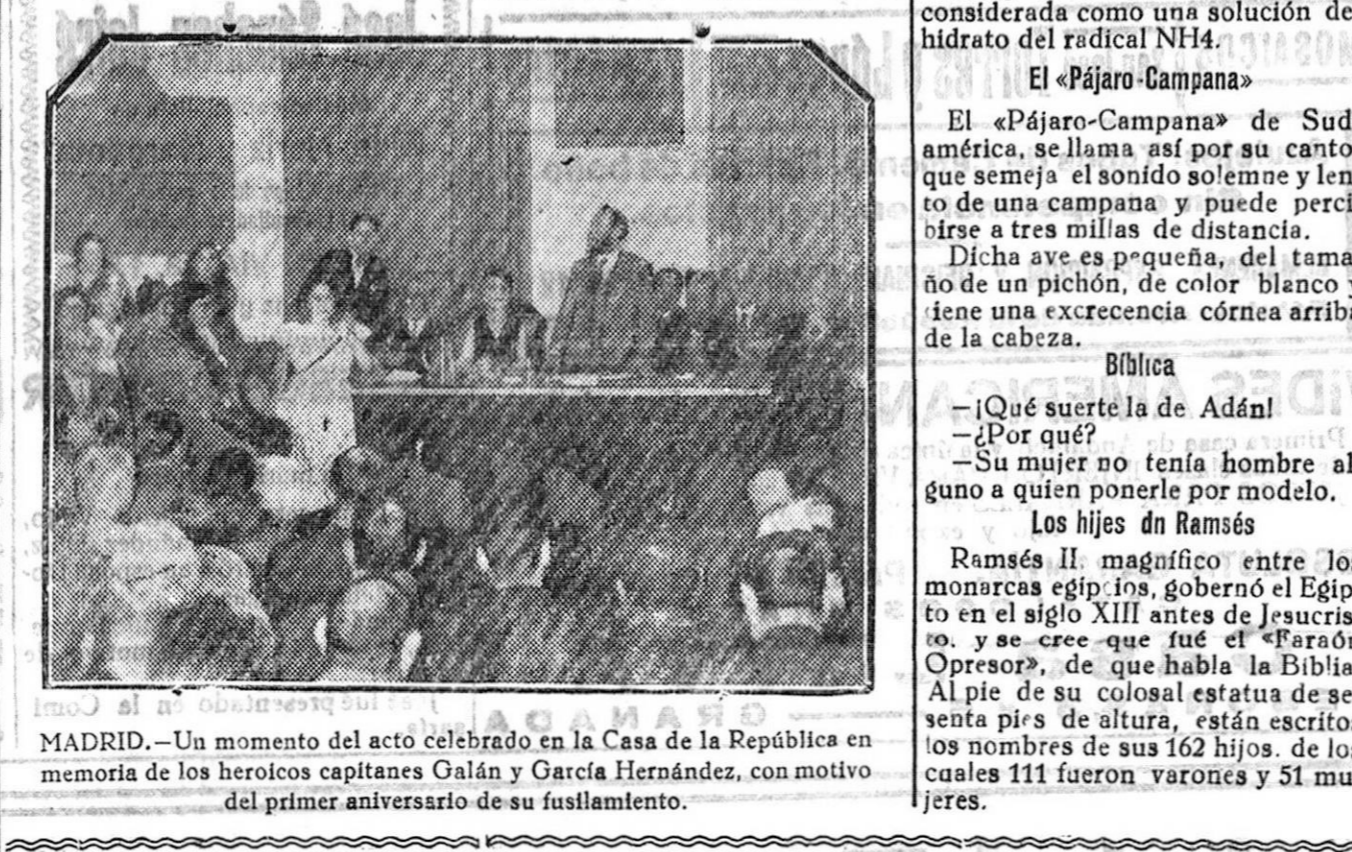 MADRID.—Un momento del acto celebrado en la Casa de la República en
memoria de los heroicos capitanes Galán y García Hernández, con motivo
del primer aniversario de su fusilamiento.
considerada como una solución de
hidrato del radical NH4.
El «Pájaro-Campana»
El «Pájaro-Campana» de Sud
américa, se llama así por su canto
que semeja el sonido solemne y len
to de una campana y puede perci
birse a tres millas de distancia.
Dicha ave es pequeña, del tama
ño de un pichón, de color blanco y
tiene una excrecencia córnea arriba
de la cabeza.
Bíblica
—¡Qué suerte la de Adán!
—¿Por qué?
—Su mujer no tenía hombre al
guno a quien ponerle por modelo.
Los hijes dn Ramsés
Ramsés II. magnífico entre los
monarcas egipcios, gobernó el Egip
to en el siglo XIII antes de Jesucris
to. y se cree que fué el «Faraón
Opresor», de que habla la Biblia
Al pie de su colosal estatua de se
senta pies de altura, están escritos
los nombres de sus 162 hijos. de los
cuales 111 fueron varones y 51 mu
jeres.